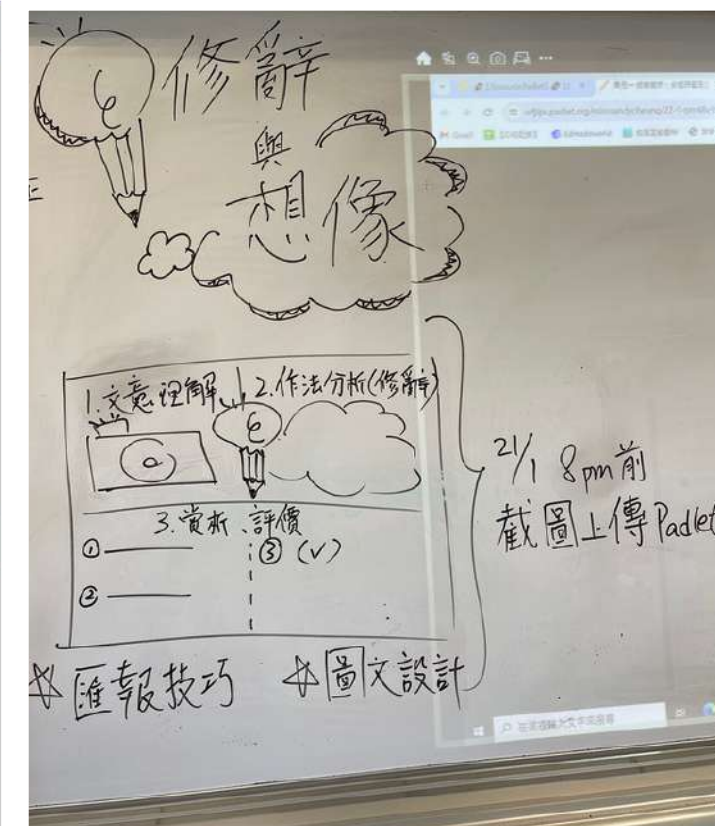 修辭
與
想像
1.文意理解
2.作法分析(修辭)
3.賞析、評價
①
②
③ (v)
☆匯報技巧
☆圖文設計
21/1 8pm前
截圖上傳Padlet